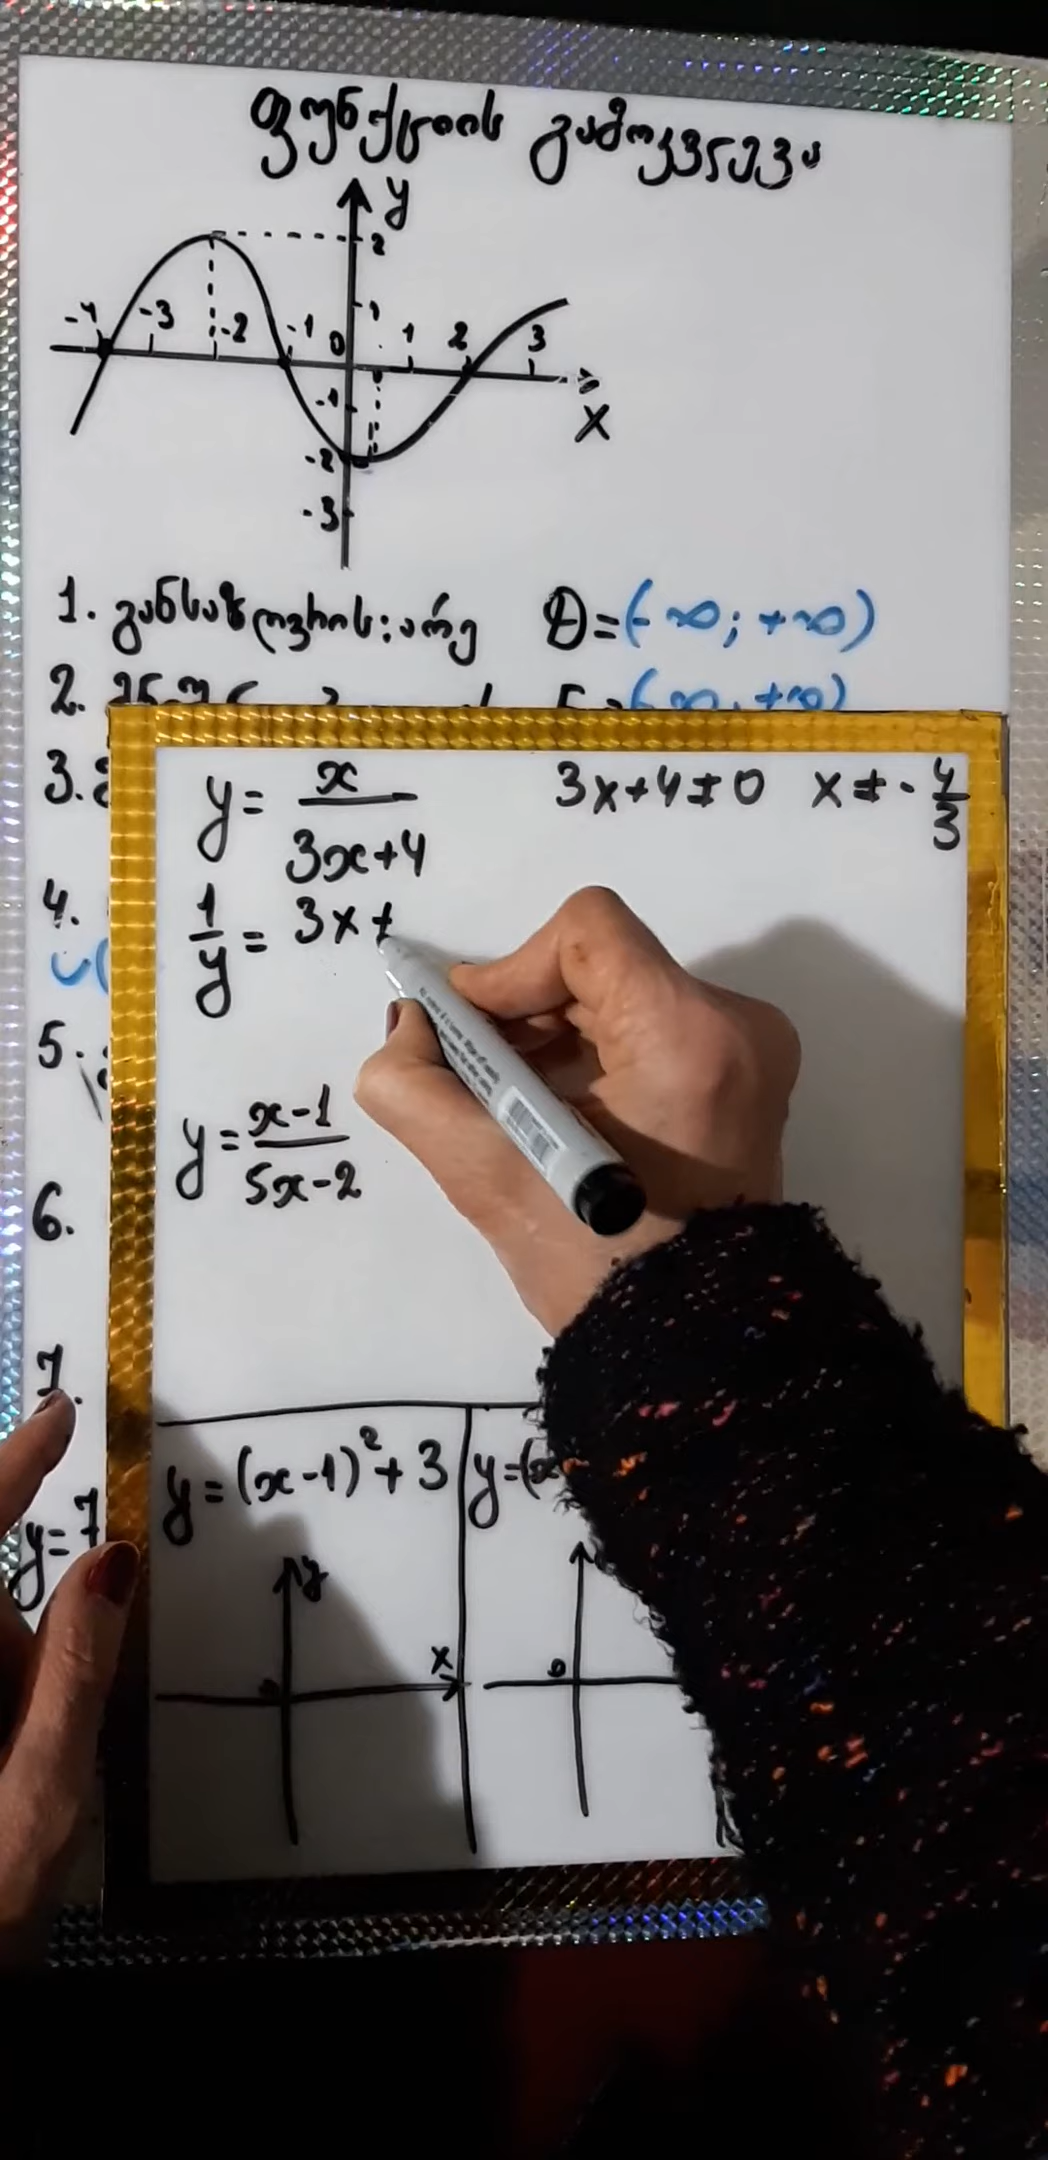 ფუნქციის გამოკვლევა
y
2
1
-4 -3 -2 -1 0 1 2 3
x
-1
-2
-3
1. განსაზღვრის არე D=(-∞; +∞)
2. (-∞; +∞)
3.
4.
5.
6.
7.
y=7
y= x/(3x+4) 3x+4≠0 x≠-4/3
1/y = 3x+
y= (x-1)/(5x-2)
y=(x-1)²+3 y=(x
y
x
0
0